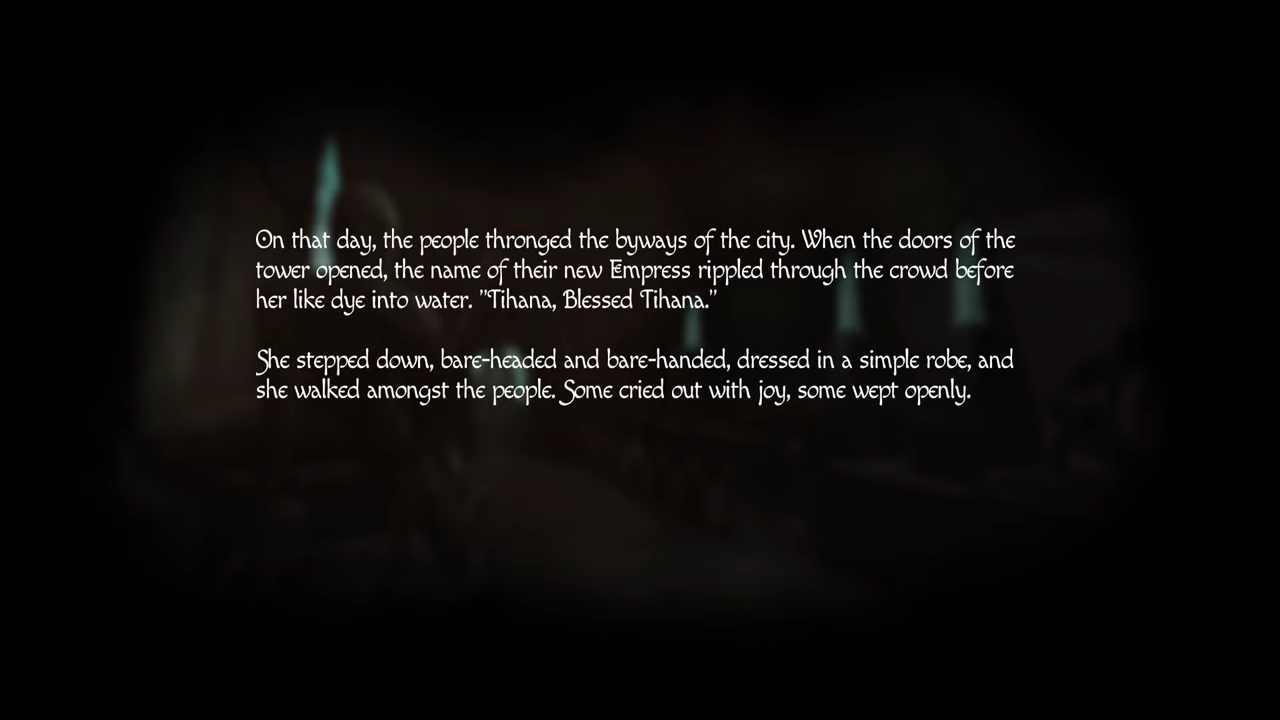 On that day, the people thronged the byways of the city. When the doors of the
tower opened, the name of their new Empress rippled through the crowd before
her like dye into water. "Tihana, Blessed Tihana."
She stepped down, bare-headed and bare-handed, dressed in a simple robe, and
she walked amongst the people. Some cried out with joy, some wept openly.